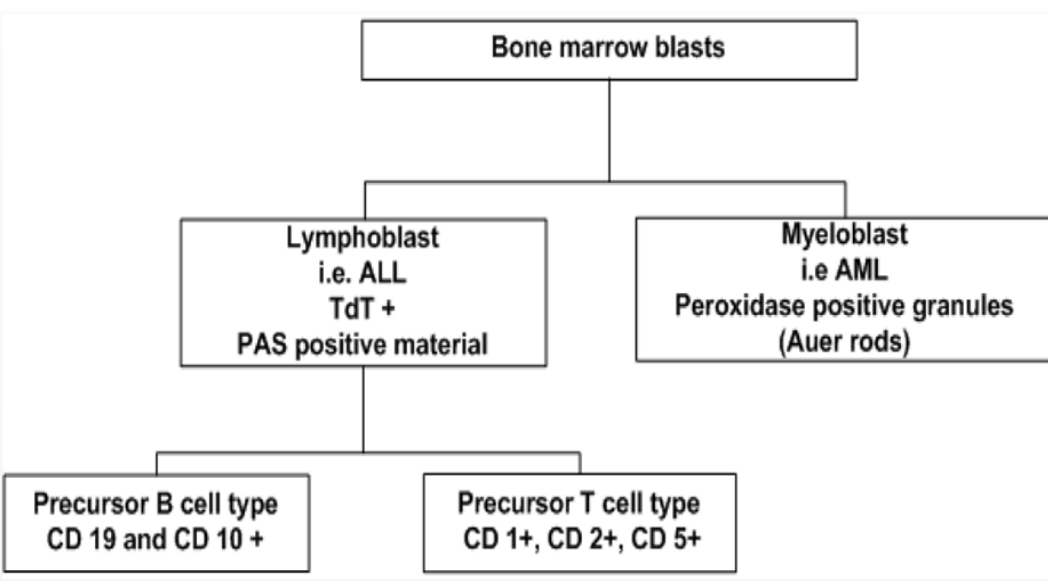 Bone marrow blasts
Lymphoblast
i.e. ALL
TdT +
PAS positive material
Myeloblast
i.e AML
Peroxidase positive granules
(Auer rods)
Precursor B cell type
CD 19 and CD 10 +
Precursor T cell type
CD 1+, CD 2+, CD 5+